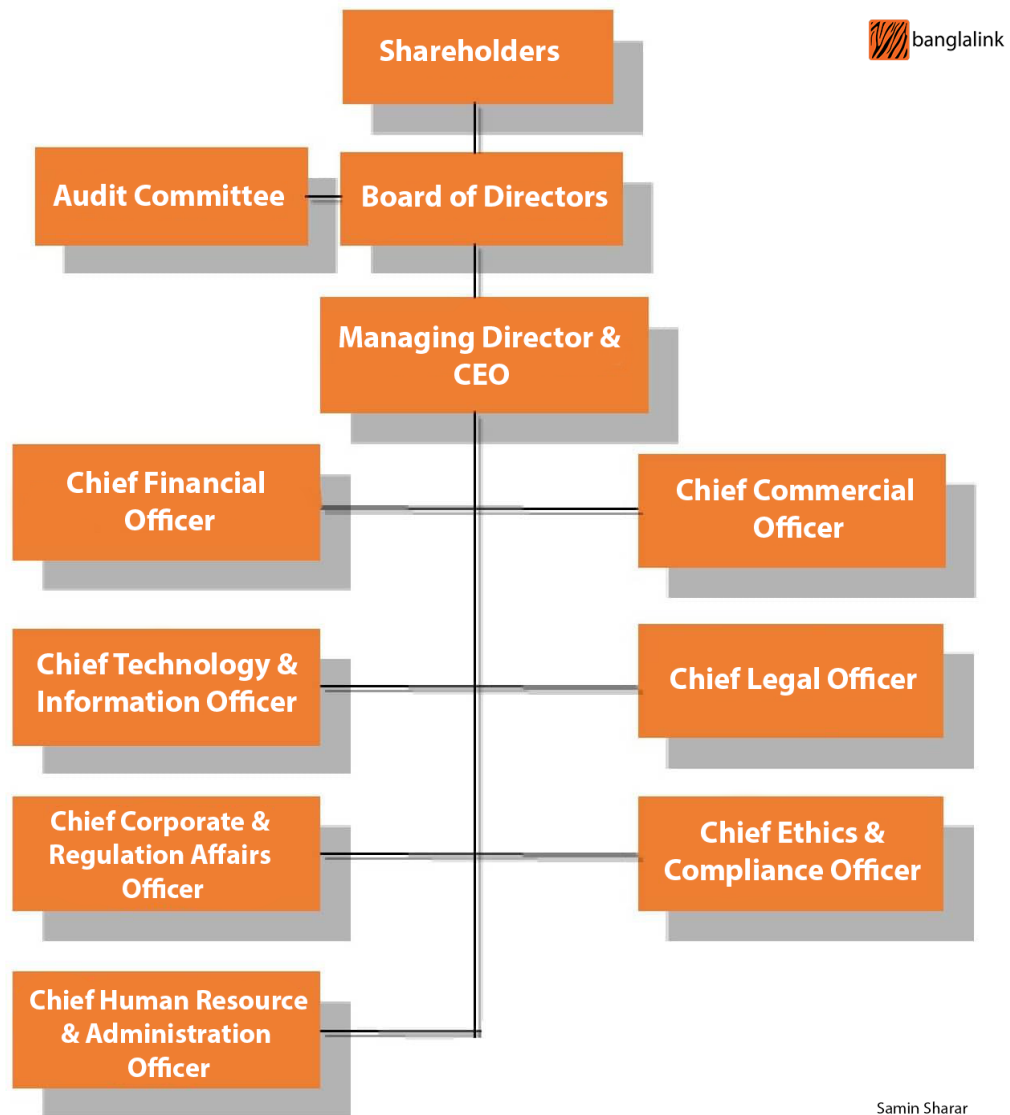 Shareholders
banglalink
Audit Committee
Board of Directors
Managing Director &
CEO
Chief Financial
Officer
Chief Commercial
Officer
Chief Technology &
Information Officer
Chief Legal Officer
Chief Corporate &
Regulation Affairs
Officer
Chief Ethics &
Compliance Officer
Chief Human Resource
& Administration
Officer
Samin Sharar